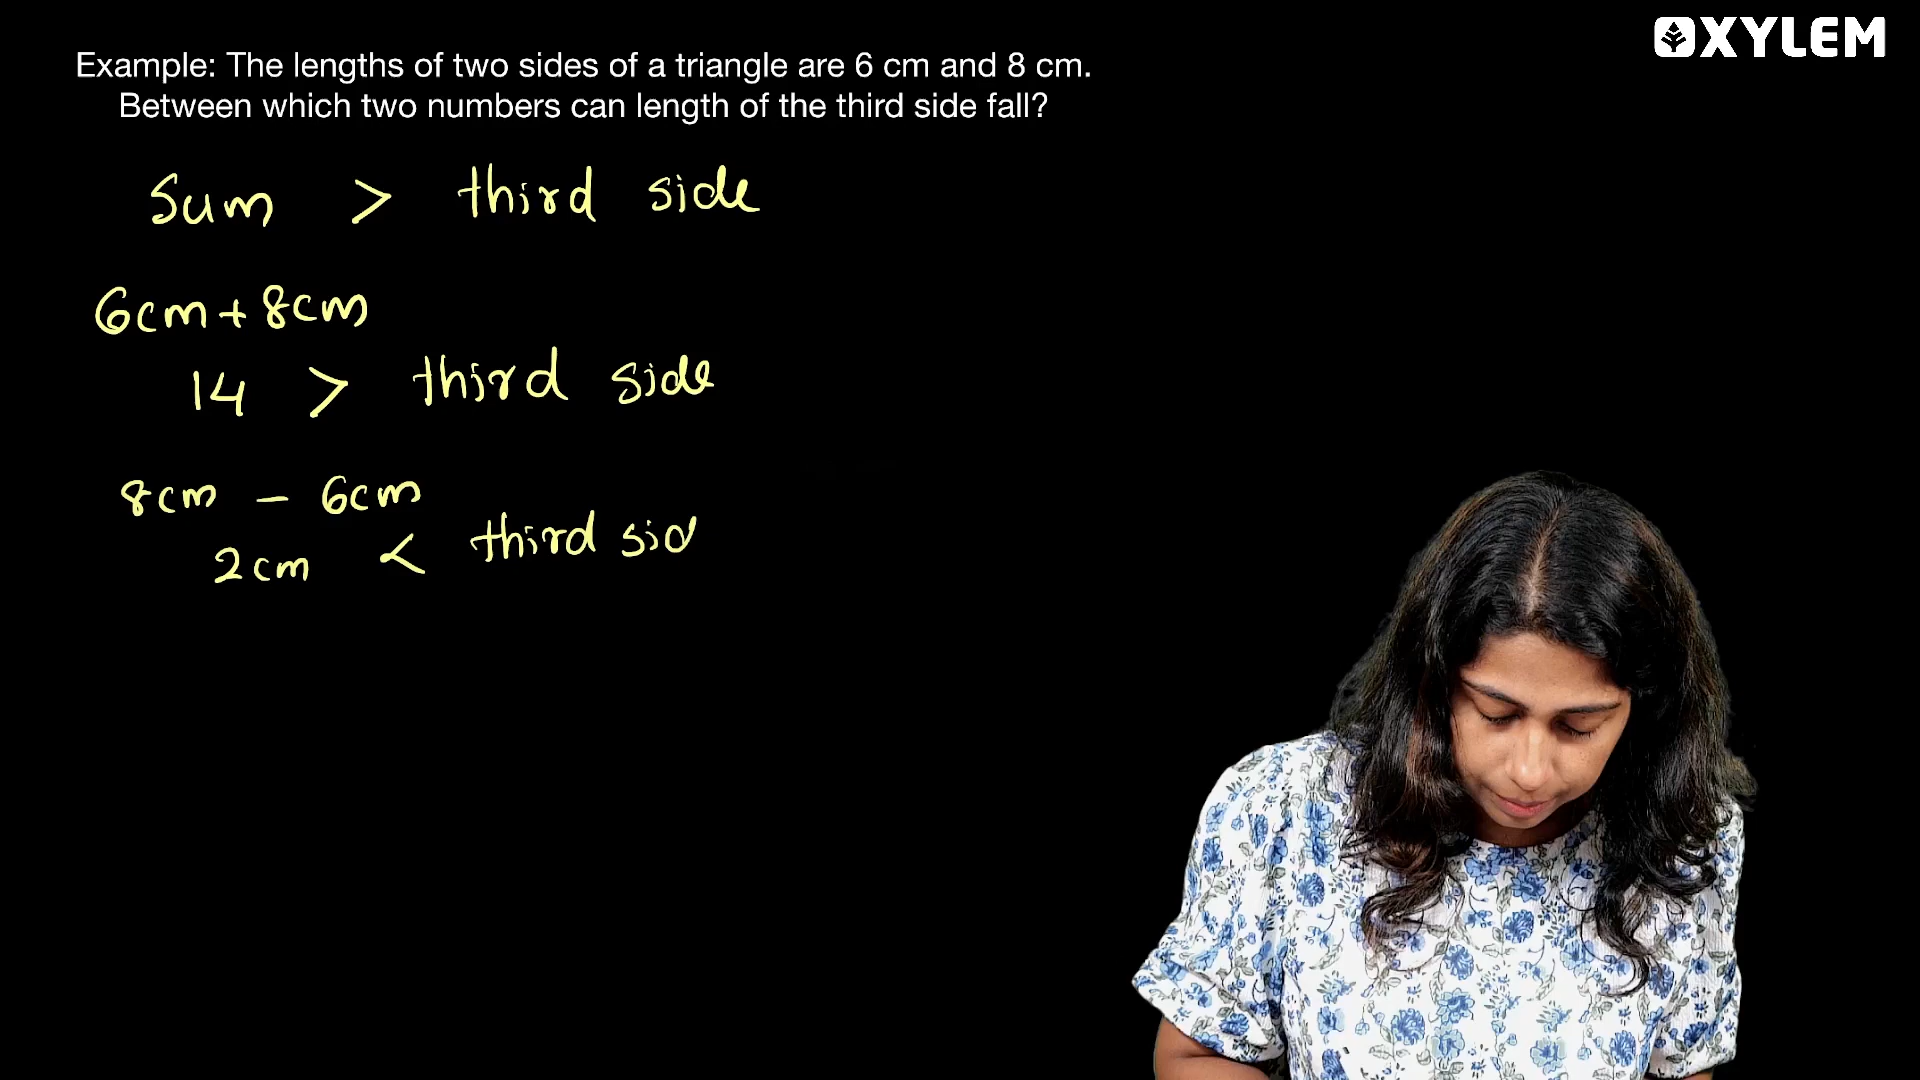 XYLEM
Example: The lengths of two sides of a triangle are 6 cm and 8 cm.
Between which two numbers can length of the third side fall?
Sum > third side
6cm + 8cm
14 > third side
8cm - 6cm
2cm < third sid